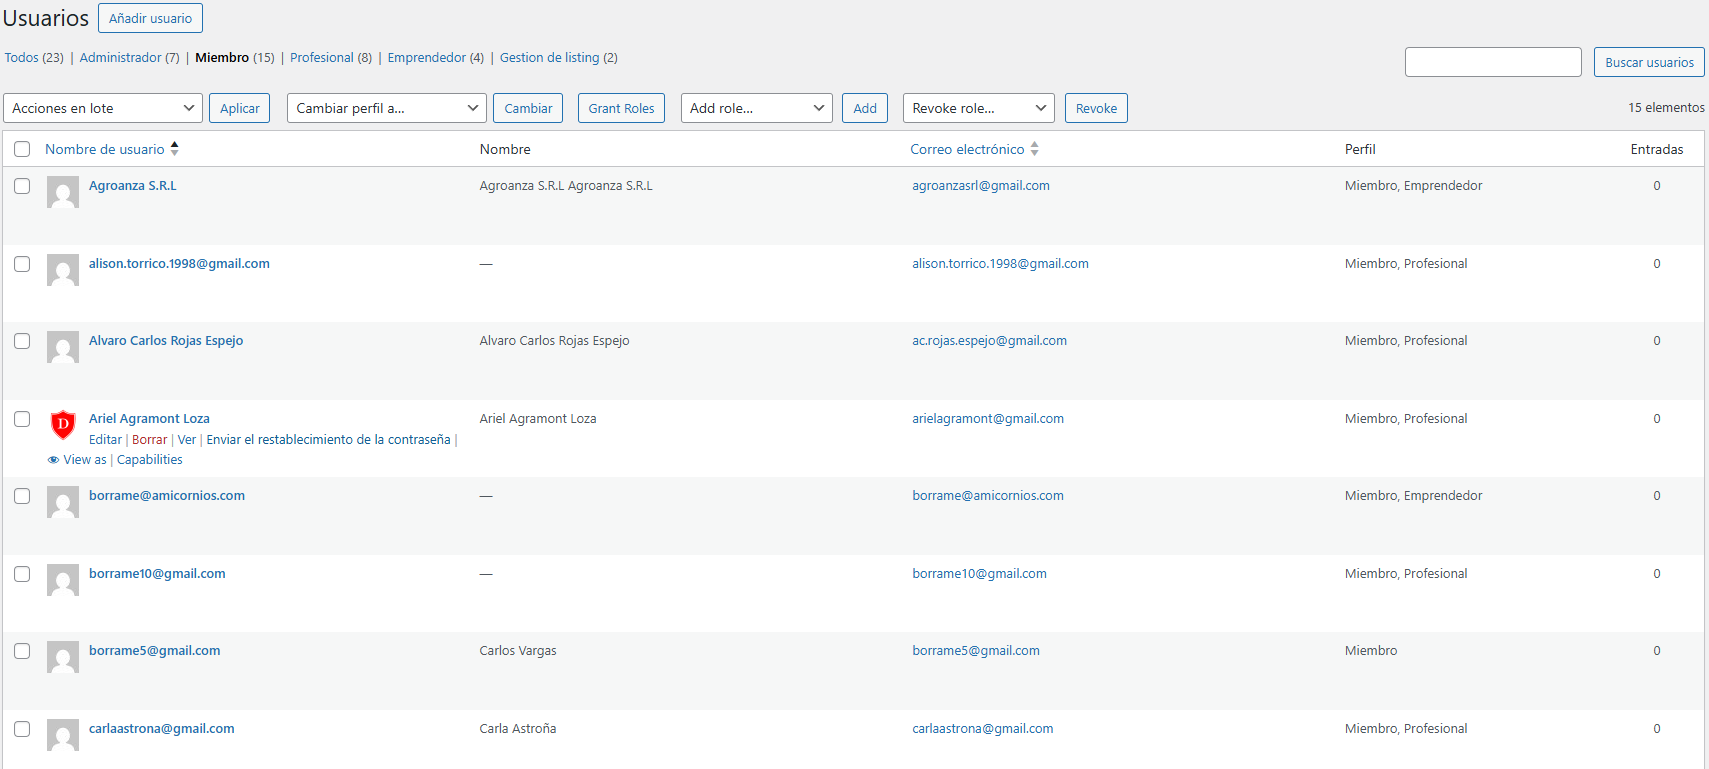 Usuarios Añadir usuario
Todos (23) | Administrador (7) | Miembro (15) | Profesional (8) | Emprendedor (4) | Gestion de listing (2)
Buscar usuarios
Acciones en lote Aplicar Cambiar perfil a... Cambiar Grant Roles Add role... Add Revoke role... Revoke 15 elementos
Nombre de usuario Nombre Correo electrónico Perfil Entradas
Agroanza S.R.L Agroanza S.R.L Agroanza S.R.L agroanzasrl@gmail.com Miembro, Emprendedor 0
alison.torrico.1998@gmail.com — alison.torrico.1998@gmail.com Miembro, Profesional 0
Alvaro Carlos Rojas Espejo Alvaro Carlos Rojas Espejo ac.rojas.espejo@gmail.com Miembro, Profesional 0
D Ariel Agramont Loza Ariel Agramont Loza arielagramont@gmail.com Miembro, Profesional 0
Editar | Borrar | Ver | Enviar el restablecimiento de la contraseña |
View as | Capabilities
borrame@amicornios.com — borrame@amicornios.com Miembro, Emprendedor 0
borrame10@gmail.com — borrame10@gmail.com Miembro, Profesional 0
borrame5@gmail.com Carlos Vargas borrame5@gmail.com Miembro 0
carlaastrona@gmail.com Carla Astroña carlaastrona@gmail.com Miembro, Profesional 0